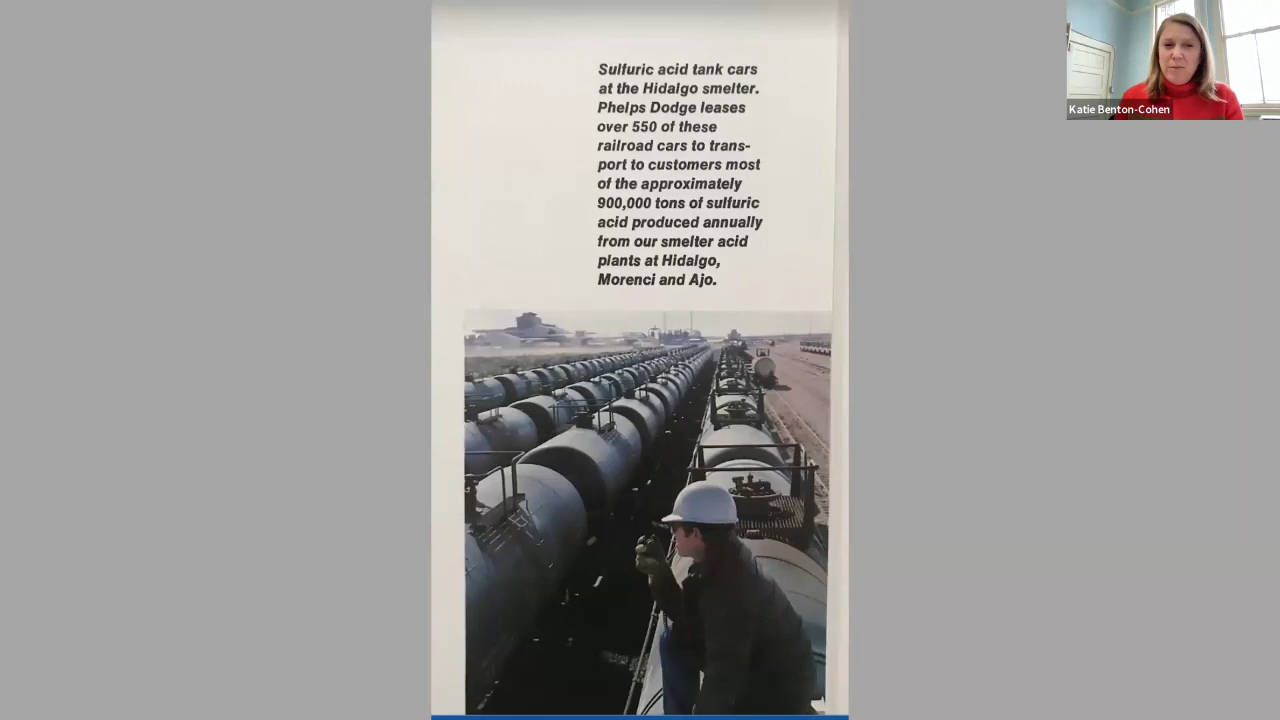 Sulfuric acid tank cars
at the Hidalgo smelter.
Phelps Dodge leases
over 550 of these
railroad cars to trans-
port to customers most
of the approximately
900,000 tons of sulfuric
acid produced annually
from our smelter acid
plants at Hidalgo,
Morenci and Ajo.
Katie Benton-Cohen